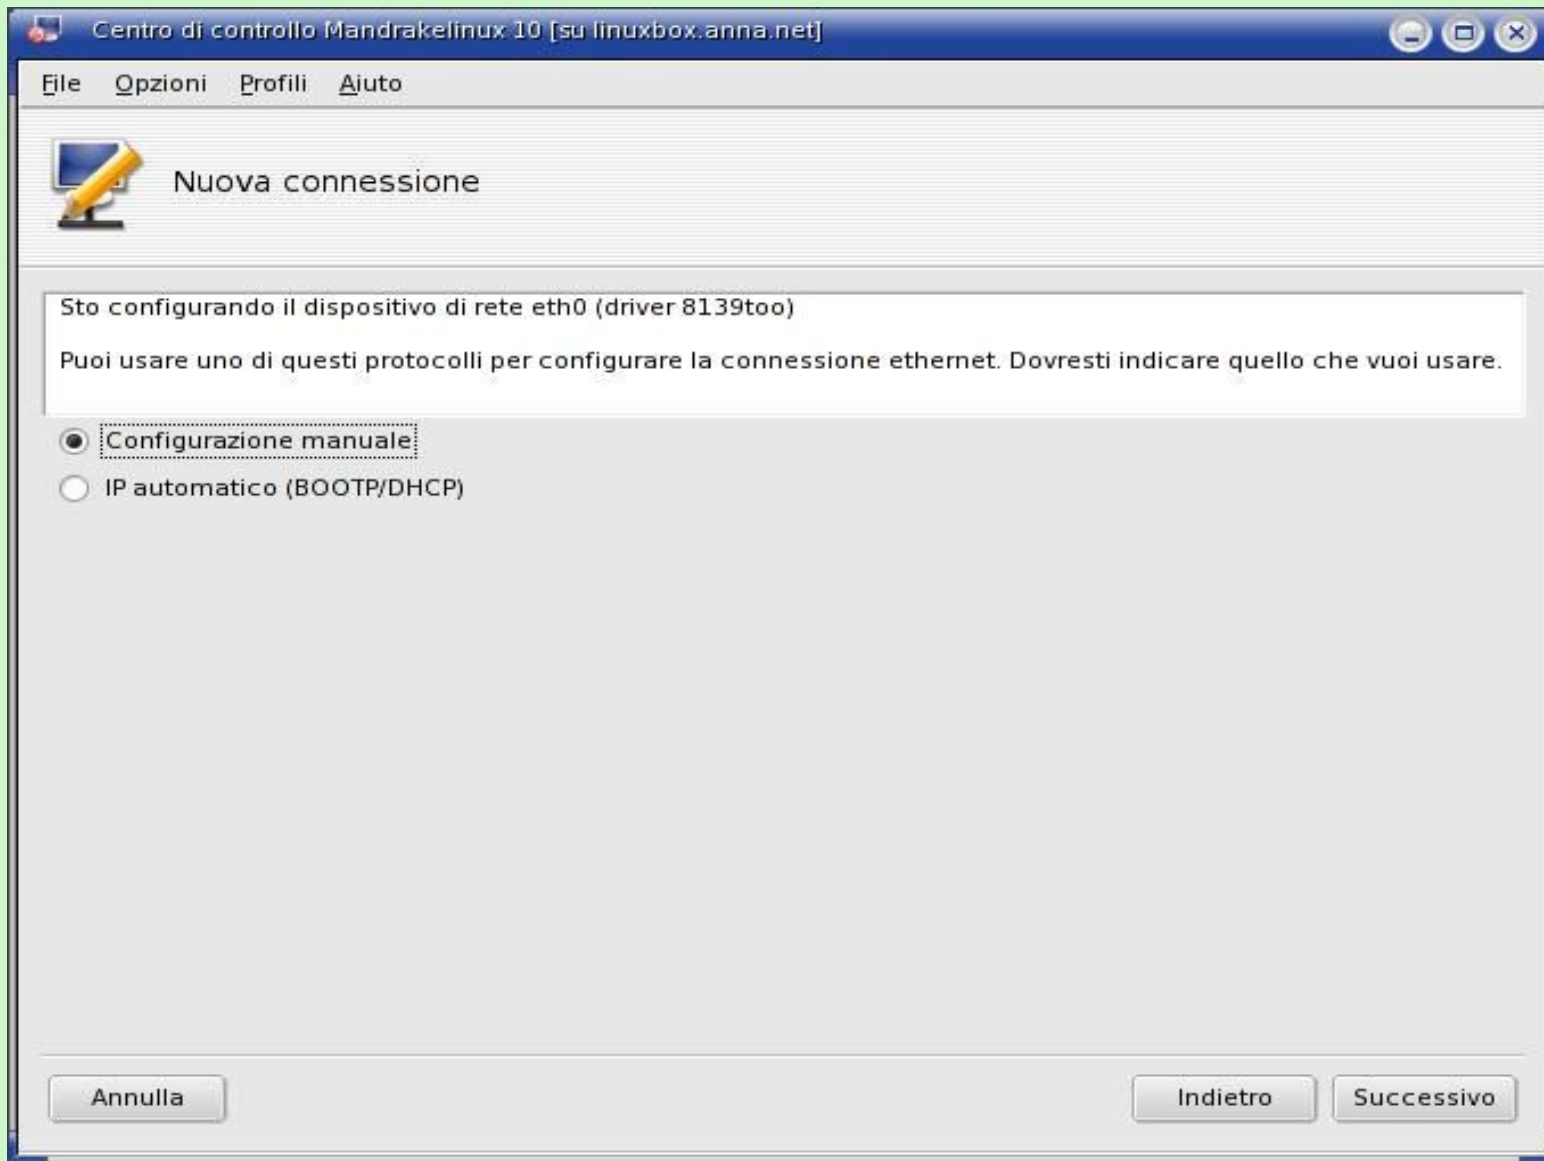 Centro di controllo Mandrakelinux 10 [su linuxbox.anna.net]
File Opzioni Profili Aiuto
Nuova connessione
Sto configurando il dispositivo di rete eth0 (driver 8139too)
Puoi usare uno di questi protocolli per configurare la connessione ethernet. Dovresti indicare quello che vuoi usare.
Configurazione manuale
IP automatico (BOOTP/DHCP)
Annulla Indietro Successivo